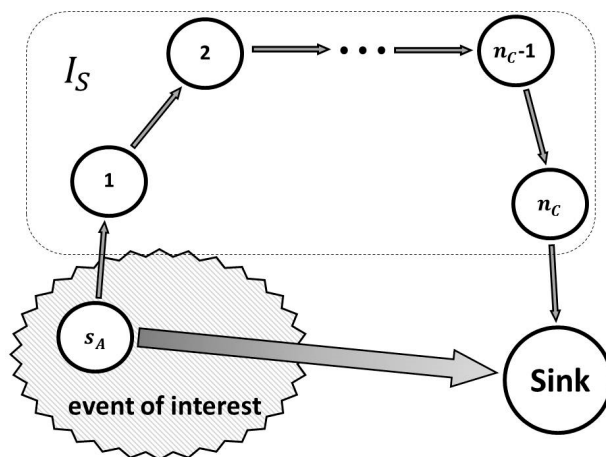 2
• • •
n_C-1
I_S
1
n_C
s_A
Sink
event of interest